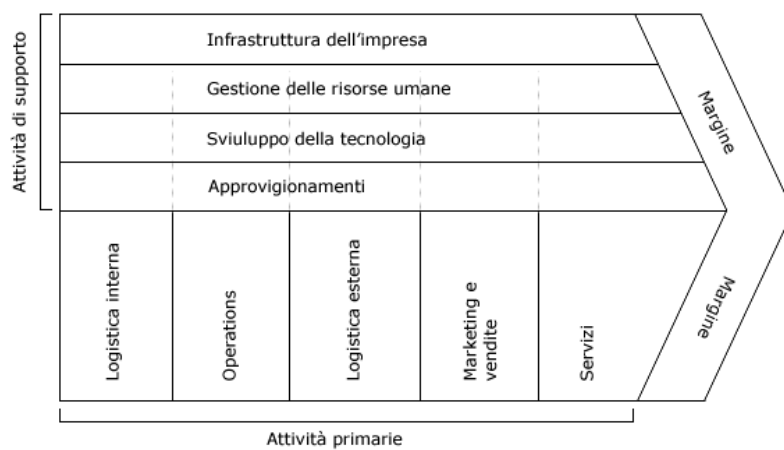 Attività di supporto
Infrastruttura dell'impresa
Gestione delle risorse umane
Sviuluppo della tecnologia
Approvigionamenti
Margine
Logistica interna
Operations
Logistica esterna
Marketing e
vendite
Servizi
Margine
Attività primarie